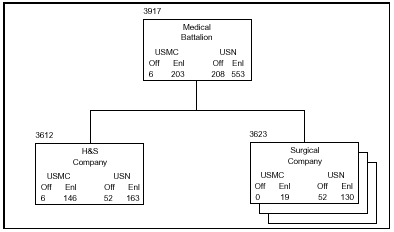 3917
Medical
Battalion
USMC USN
Off Enl Off Enl
6 203 208 553
3612
H&S
Company
USMC USN
Off Enl Off Enl
6 146 52 163
3623
Surgical
Company
USMC USN
Off Enl Off Enl
0 19 52 130